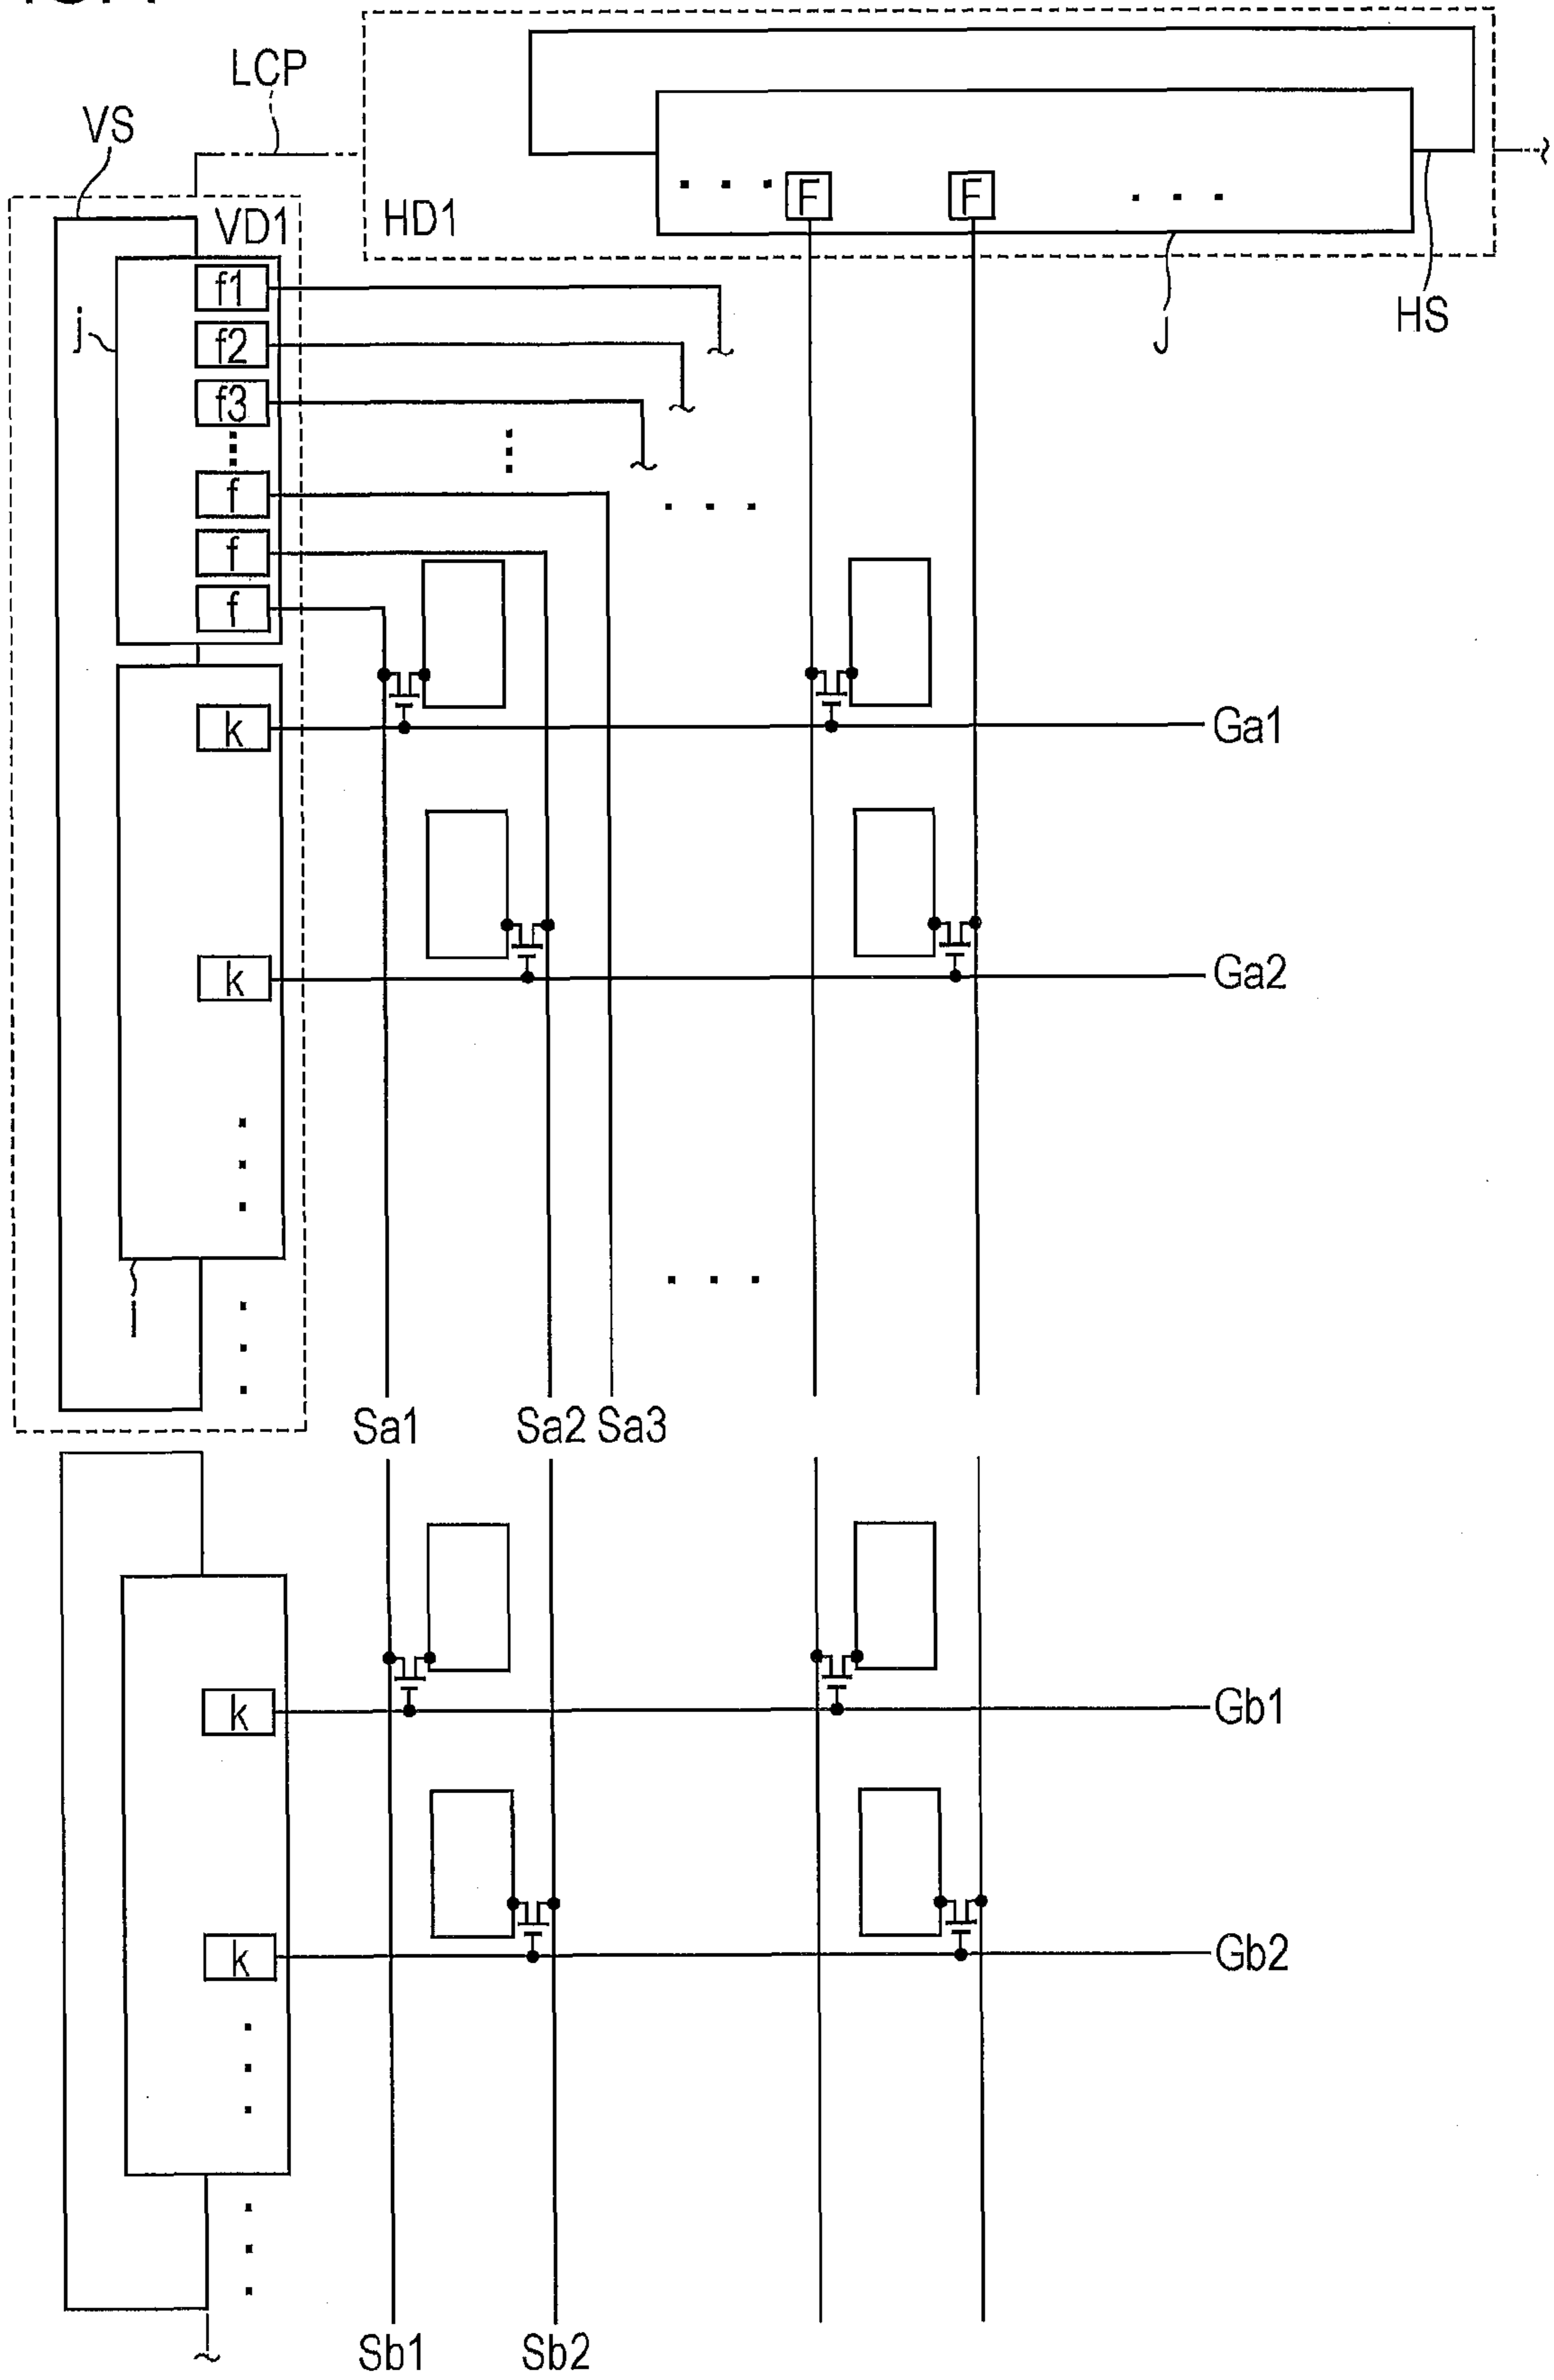 LCP
VS
VD1
HD1
F
F
HS
j
j
f1
f2
f3
f
f
f
k
Ga1
k
Ga2
i
Sa1
Sa2
Sa3
k
Gb1
k
Gb2
Sb1
Sb2